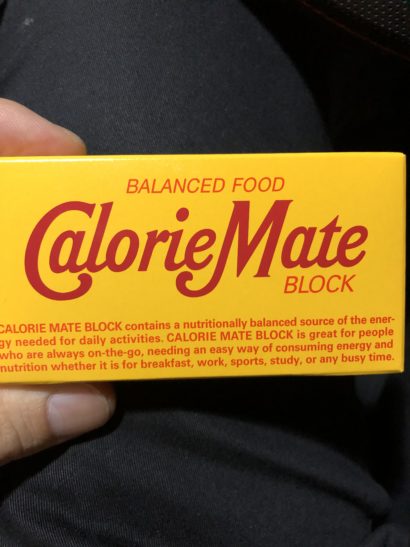 BALANCED FOOD
CalorieMate
BLOCK
CALORIE MATE BLOCK contains a nutritionally balanced source of the ener-
gy needed for daily activities. CALORIE MATE BLOCK is great for people
who are always on-the-go, needing an easy way of consuming energy and
nutrition whether it is for breakfast, work, sports, study, or any busy time.